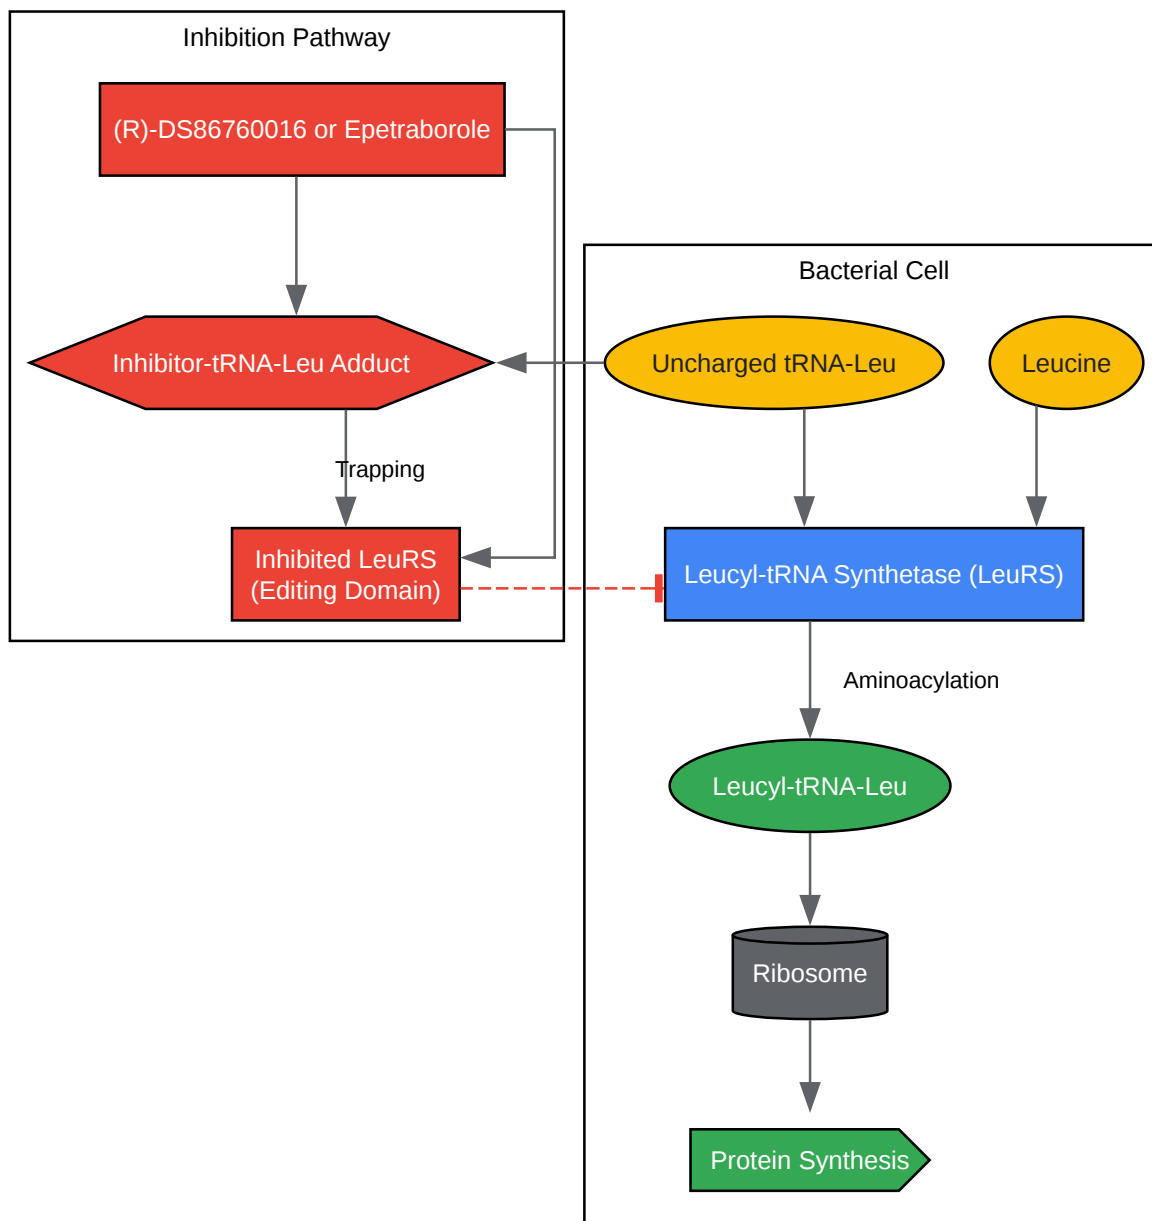 Inhibition Pathway
(R)-DS86760016 or Epetraborole
Bacterial Cell
Inhibitor-tRNA-Leu Adduct
Uncharged tRNA-Leu
Leucine
Trapping
Inhibited LeuRS
(Editing Domain)
Leucyl-tRNA Synthetase (LeuRS)
Aminoacylation
Leucyl-tRNA-Leu
Ribosome
Protein Synthesis